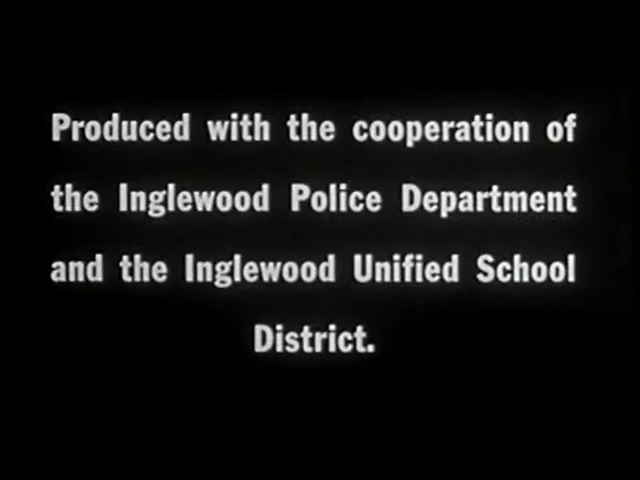 Produced with the cooperation of
the Inglewood Police Department
and the Inglewood Unified School
District.